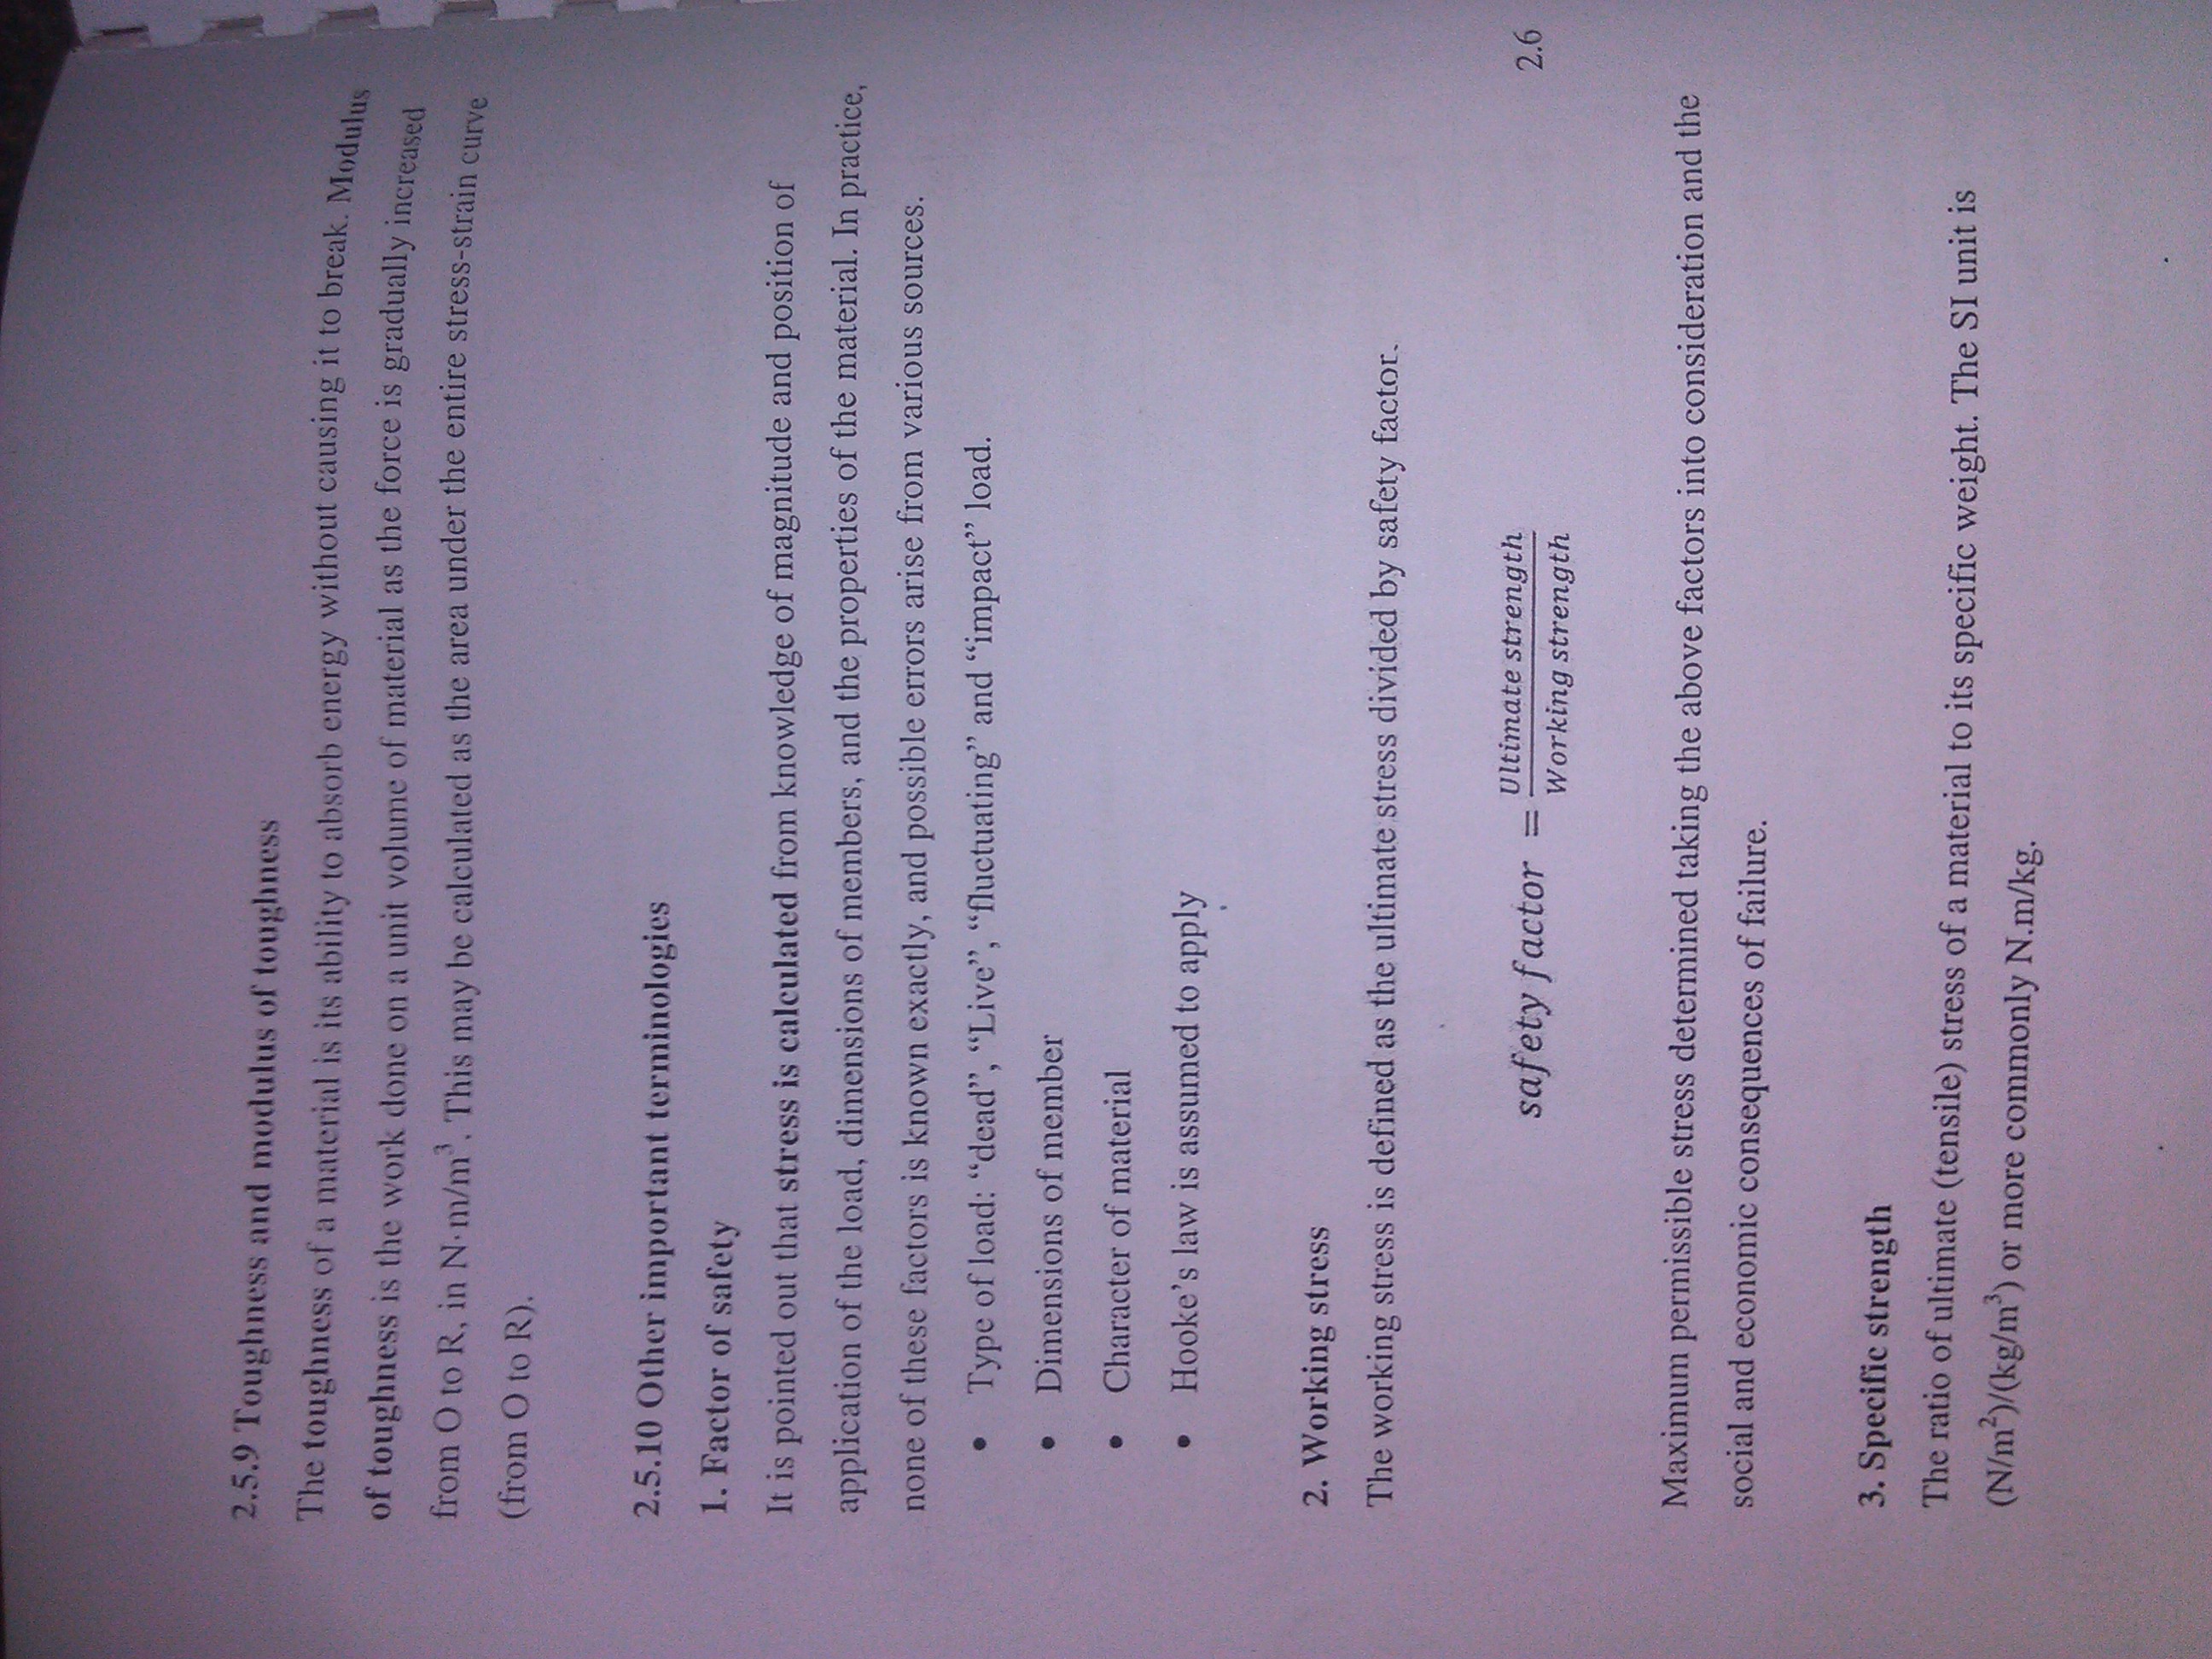 2.5.9 Toughness and modulus of toughness
The toughness of a material is its ability to absorb energy without causing it to break. Modulus
of toughness is the work done on a unit volume of material as the force is gradually increased
from O to R, in N·m/m³. This may be calculated as the area under the entire stress-strain curve
(from O to R).
2.5.10 Other important terminologies
1. Factor of safety
It is pointed out that stress is calculated from knowledge of magnitude and position of
application of the load, dimensions of members, and the properties of the material. In practice,
none of these factors is known exactly, and possible errors arise from various sources.
• Type of load: “dead”, “Live”, “fluctuating” and “impact” load.
• Dimensions of member
• Character of material
• Hooke’s law is assumed to apply
2. Working stress
The working stress is defined as the ultimate stress divided by safety factor.
safety factor = Ultimate strength / Working strength 2.6
Maximum permissible stress determined taking the above factors into consideration and the
social and economic consequences of failure.
3. Specific strength
The ratio of ultimate (tensile) stress of a material to its specific weight. The SI unit is
(N/m²)/(kg/m³) or more commonly N.m/kg.